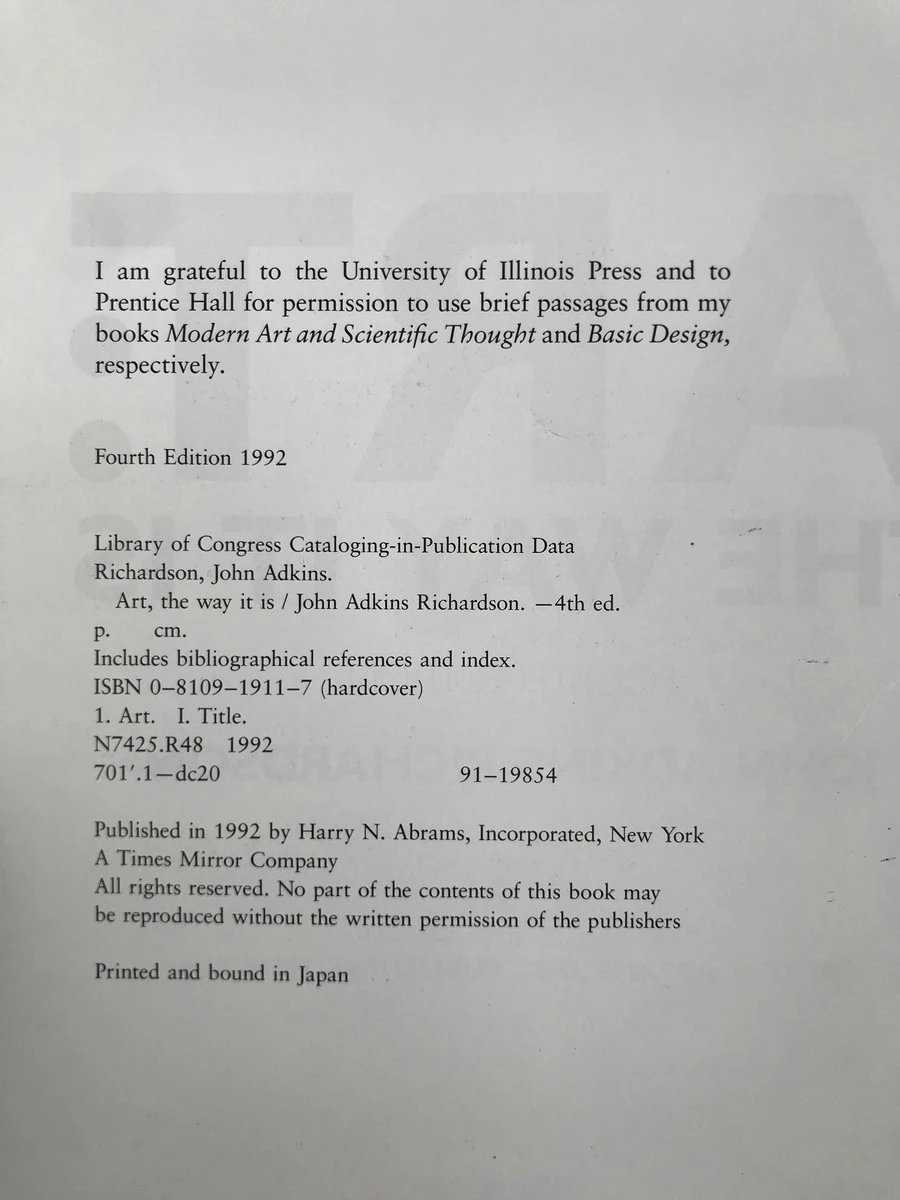 I am grateful to the University of Illinois Press and to
Prentice Hall for permission to use brief passages from my
books Modern Art and Scientific Thought and Basic Design,
respectively.
Fourth Edition 1992
Library of Congress Cataloging-in-Publication Data
Richardson, John Adkins.
Art, the way it is / John Adkins Richardson. —4th ed.
p. cm.
Includes bibliographical references and index.
ISBN 0–8109–1911–7 (hardcover)
1. Art. I. Title.
N7425.R48 1992
701′.1—dc20 91–19854
Published in 1992 by Harry N. Abrams, Incorporated, New York
A Times Mirror Company
All rights reserved. No part of the contents of this book may
be reproduced without the written permission of the publishers
Printed and bound in Japan